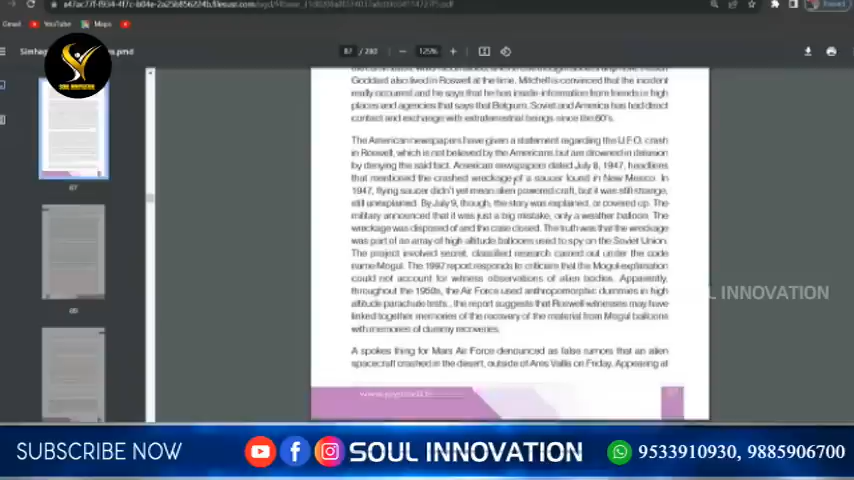 Gmail YouTube Maps
87 / 280 125%
SOUL INNOVATION
Goddard also lived in Roswell at the time. Mitchell is convinced that the incident
really occurred and he says that he has inside-information from friends in high
places and agencies that says that Belgium, Soviet and America has had direct
contact and exchange with extraterrestrial beings since the 60's.
The American newspapers have given a statement regarding the U.F.O. crash
in Roswell, which is not believed by the Americans but are drowned in delusion
by denying the said fact. American newspapers dated July 8, 1947, headlines
that mentioned the crashed wreckage of a saucer found in New Mexico. In
1947, flying saucer didn't yet mean alien powered craft, but it was still strange,
still unexplained. By July 9, though, the story was explained, or covered up. The
military announced that it was just a big mistake, only a weather balloon. The
wreckage was disposed of and the case closed. The truth was that the wreckage
was part of an array of high altitude balloons used to spy on the Soviet Union.
The project involved secret, classified research carried out under the code
name Mogul. The 1997 report responds to criticism that the Mogul explanation
could not account for witness observations of alien bodies. Apparently,
throughout the 1950s, the Air Force used anthropomorphic dummies in high
altitude parachute tests., the report suggests that Roswell witnesses may have
linked together memories of the recovery of the material from Mogul balloons
with memories of dummy recoveries.
A spokes thing for Mars Air Force denounced as false rumors that an alien
spacecraft crashed in the desert, outside of Ares Vallis on Friday. Appearing at
67
68
L INNOVATION
SUBSCRIBE NOW SOUL INNOVATION 9533910930, 9885906700